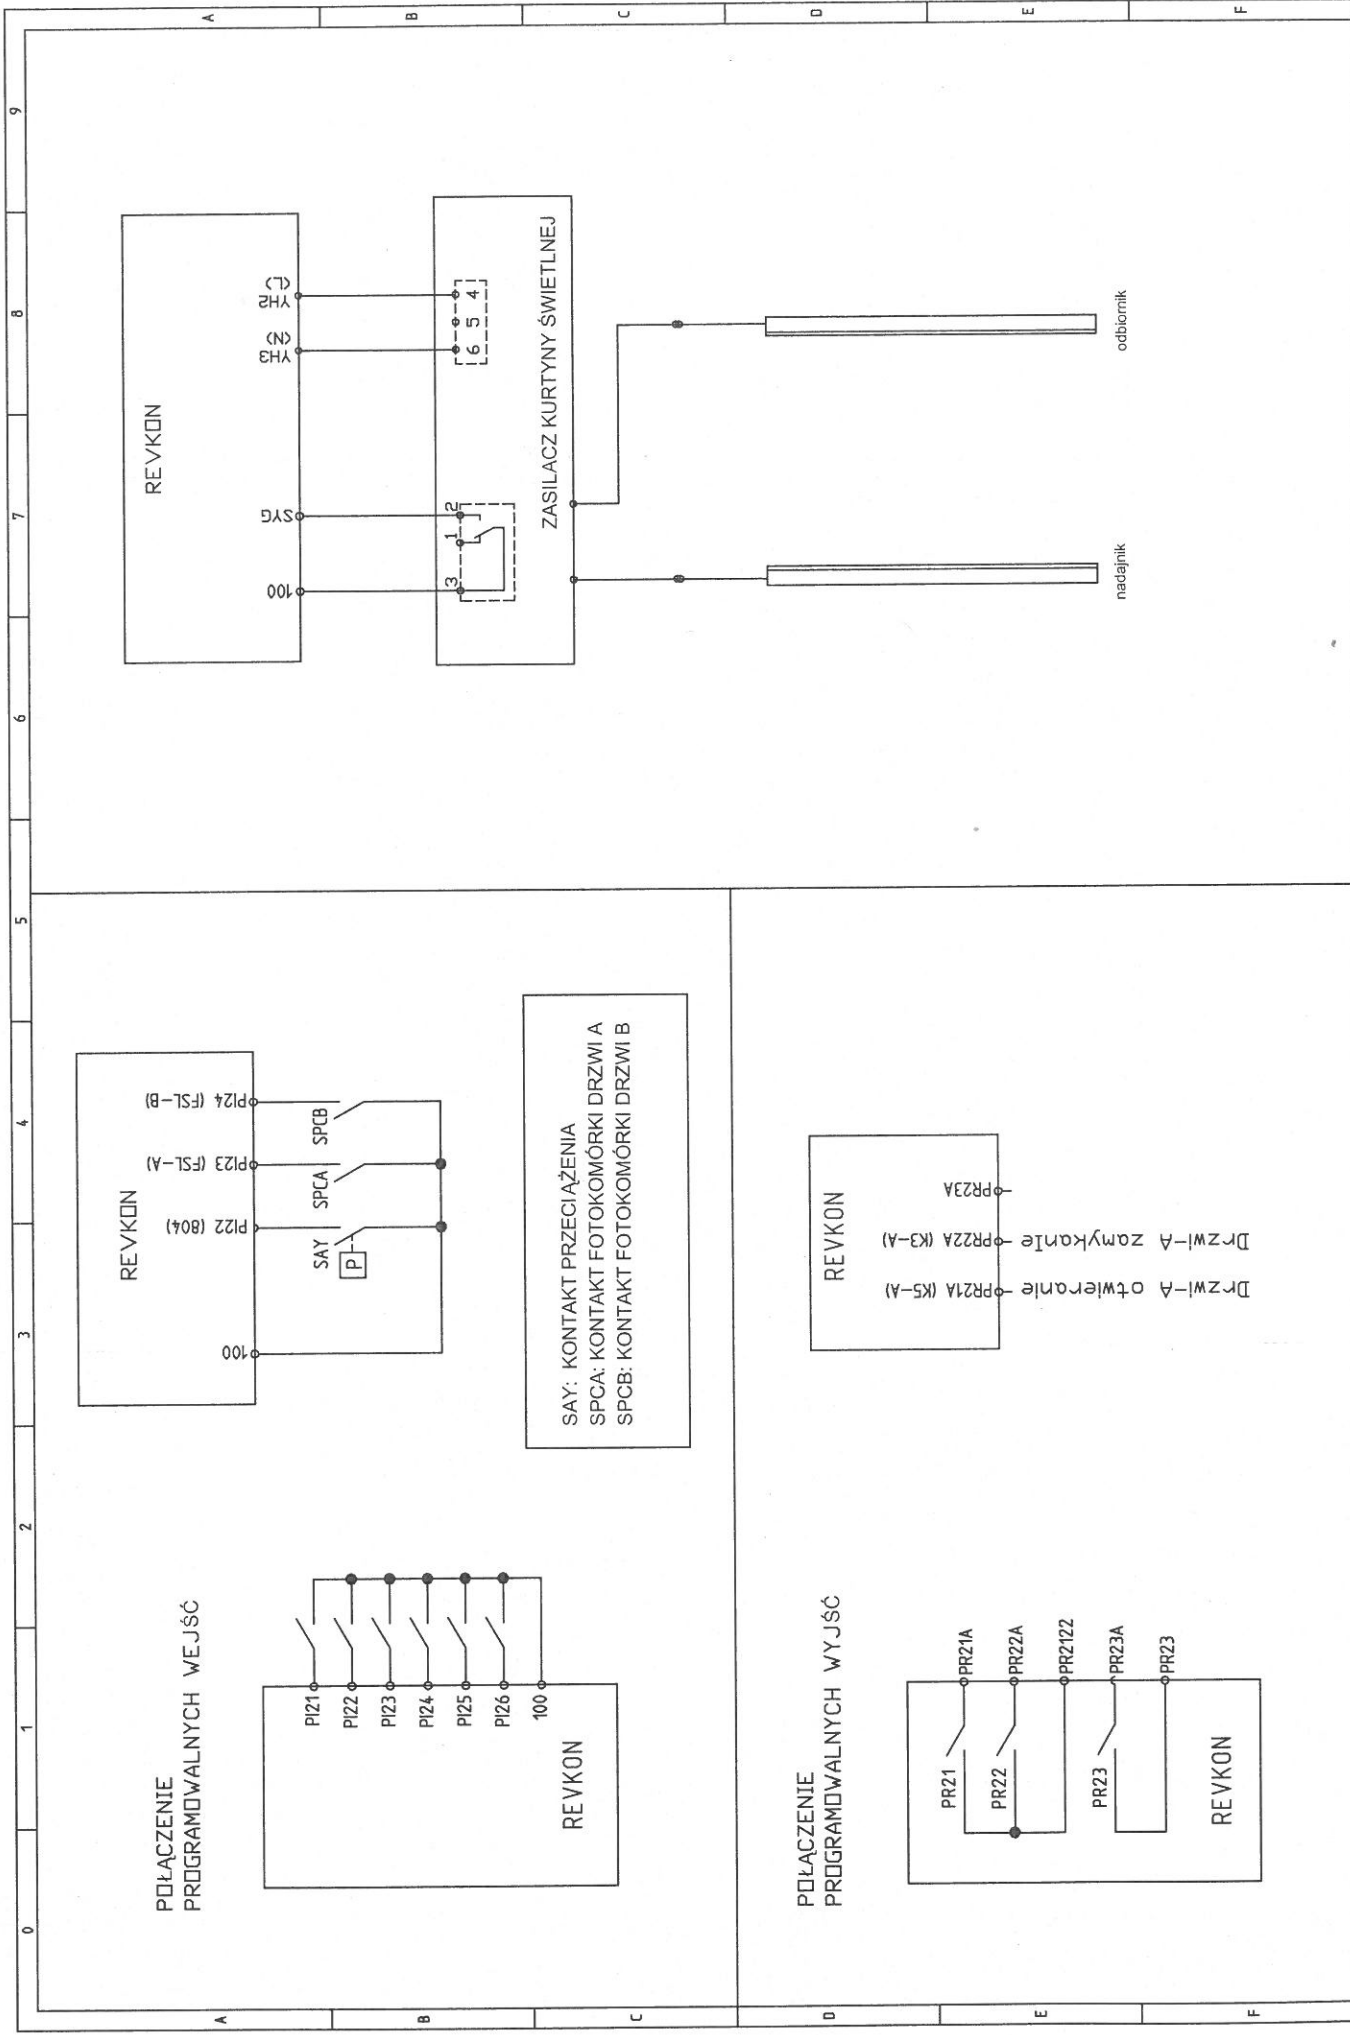 0 1 2 3 4 5 6 7 8 9
A
B
C
D
E
F
POŁĄCZENIE
PROGRAMOWALNYCH WEJŚĆ
PI21
PI22
PI23
PI24
PI25
PI26
100
REVKON
REVKON
100
PI22 (804)
PI23 (FSL-A)
PI24 (FSL-B)
SAY
SPCA
SPCB
P
SAY: KONTAKT PRZECIĄŻENIA
SPCA: KONTAKT FOTOKOMÓRKI DRZWI A
SPCB: KONTAKT FOTOKOMÓRKI DRZWI B
POŁĄCZENIE
PROGRAMOWALNYCH WYJŚĆ
PR21
PR22
PR23
PR21A
PR22A
PR2122
PR23A
PR23
REVKON
REVKON
PR21A (K5-A)
PR22A (K3-A)
PR23A
Drzwi-A otwieranie
Drzwi-A zamykanIe
REVKON
100
SYG
YH3
(N)
YH2
(L)
3 1 2
6 5 4
ZASILACZ KURTYNY ŚWIETLNEJ
nadajnik
odbiornik
A
B
C
D
E
F